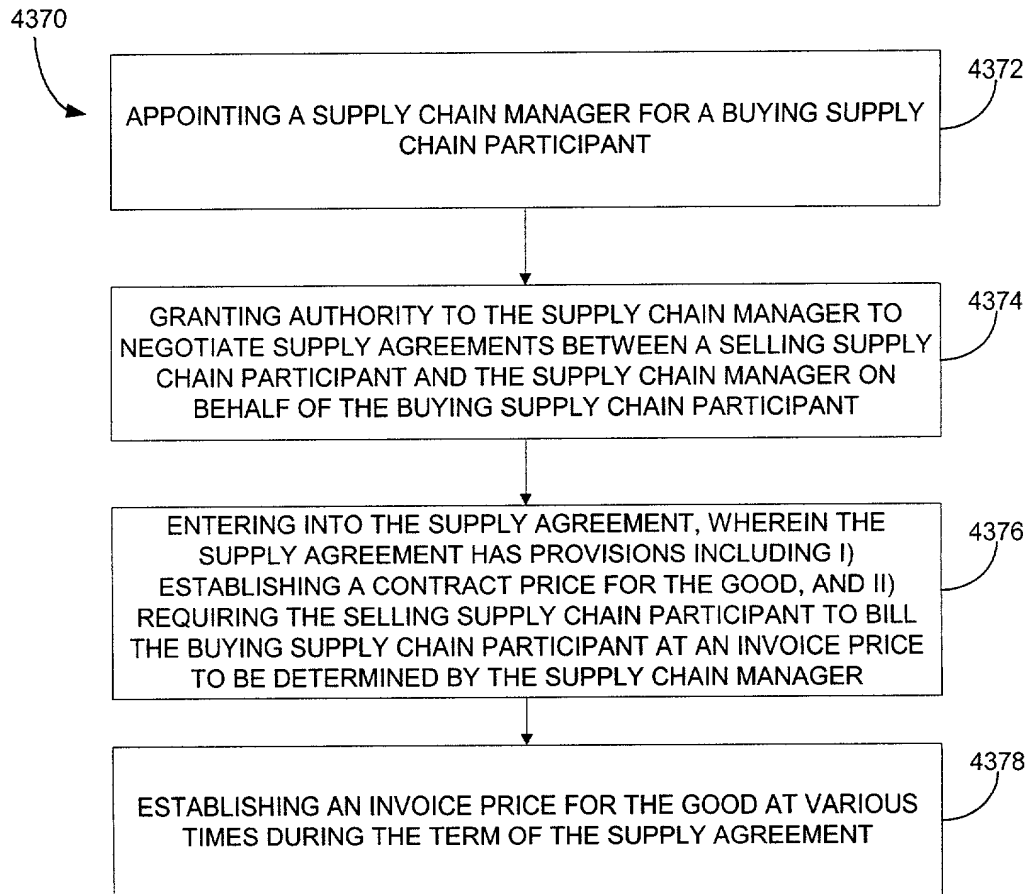 4370
4372
APPOINTING A SUPPLY CHAIN MANAGER FOR A BUYING SUPPLY
CHAIN PARTICIPANT
4374
GRANTING AUTHORITY TO THE SUPPLY CHAIN MANAGER TO
NEGOTIATE SUPPLY AGREEMENTS BETWEEN A SELLING SUPPLY
CHAIN PARTICIPANT AND THE SUPPLY CHAIN MANAGER ON
BEHALF OF THE BUYING SUPPLY CHAIN PARTICIPANT
4376
ENTERING INTO THE SUPPLY AGREEMENT, WHEREIN THE
SUPPLY AGREEMENT HAS PROVISIONS INCLUDING I)
ESTABLISHING A CONTRACT PRICE FOR THE GOOD, AND II)
REQUIRING THE SELLING SUPPLY CHAIN PARTICIPANT TO BILL
THE BUYING SUPPLY CHAIN PARTICIPANT AT AN INVOICE PRICE
TO BE DETERMINED BY THE SUPPLY CHAIN MANAGER
4378
ESTABLISHING AN INVOICE PRICE FOR THE GOOD AT VARIOUS
TIMES DURING THE TERM OF THE SUPPLY AGREEMENT